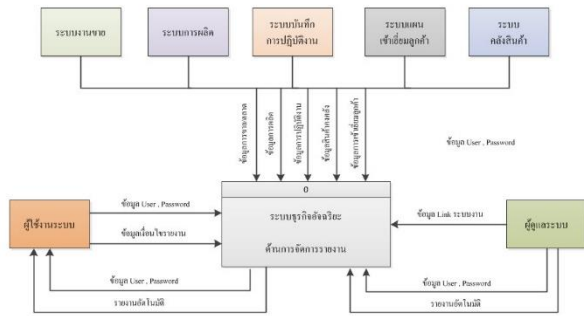 ระบบงานขาย
ระบบการผลิต
ระบบบันทึก
การปฏิบัติงาน
ระบบแผน
เข้าเยี่ยมลูกค้า
ระบบ
คลังสินค้า
ข้อมูลการขาย/ตลาด
ข้อมูลการผลิต
ข้อมูลการปฏิบัติงาน
ข้อมูลสินค้าคงคลัง
ข้อมูลการเข้าเยี่ยมลูกค้า
ข้อมูล User , Password
0
ระบบธุรกิจอัจฉริยะ
ด้านการจัดการรายงาน
ผู้ใช้งานระบบ
ข้อมูล User , Password
ข้อมูลเงื่อนไขรายงาน
ข้อมูล User , Password
รายงานอัตโนมัติ
ข้อมูล Link ระบบงาน
ผู้ดูแลระบบ
ข้อมูล User , Password
รายงานอัตโนมัติ